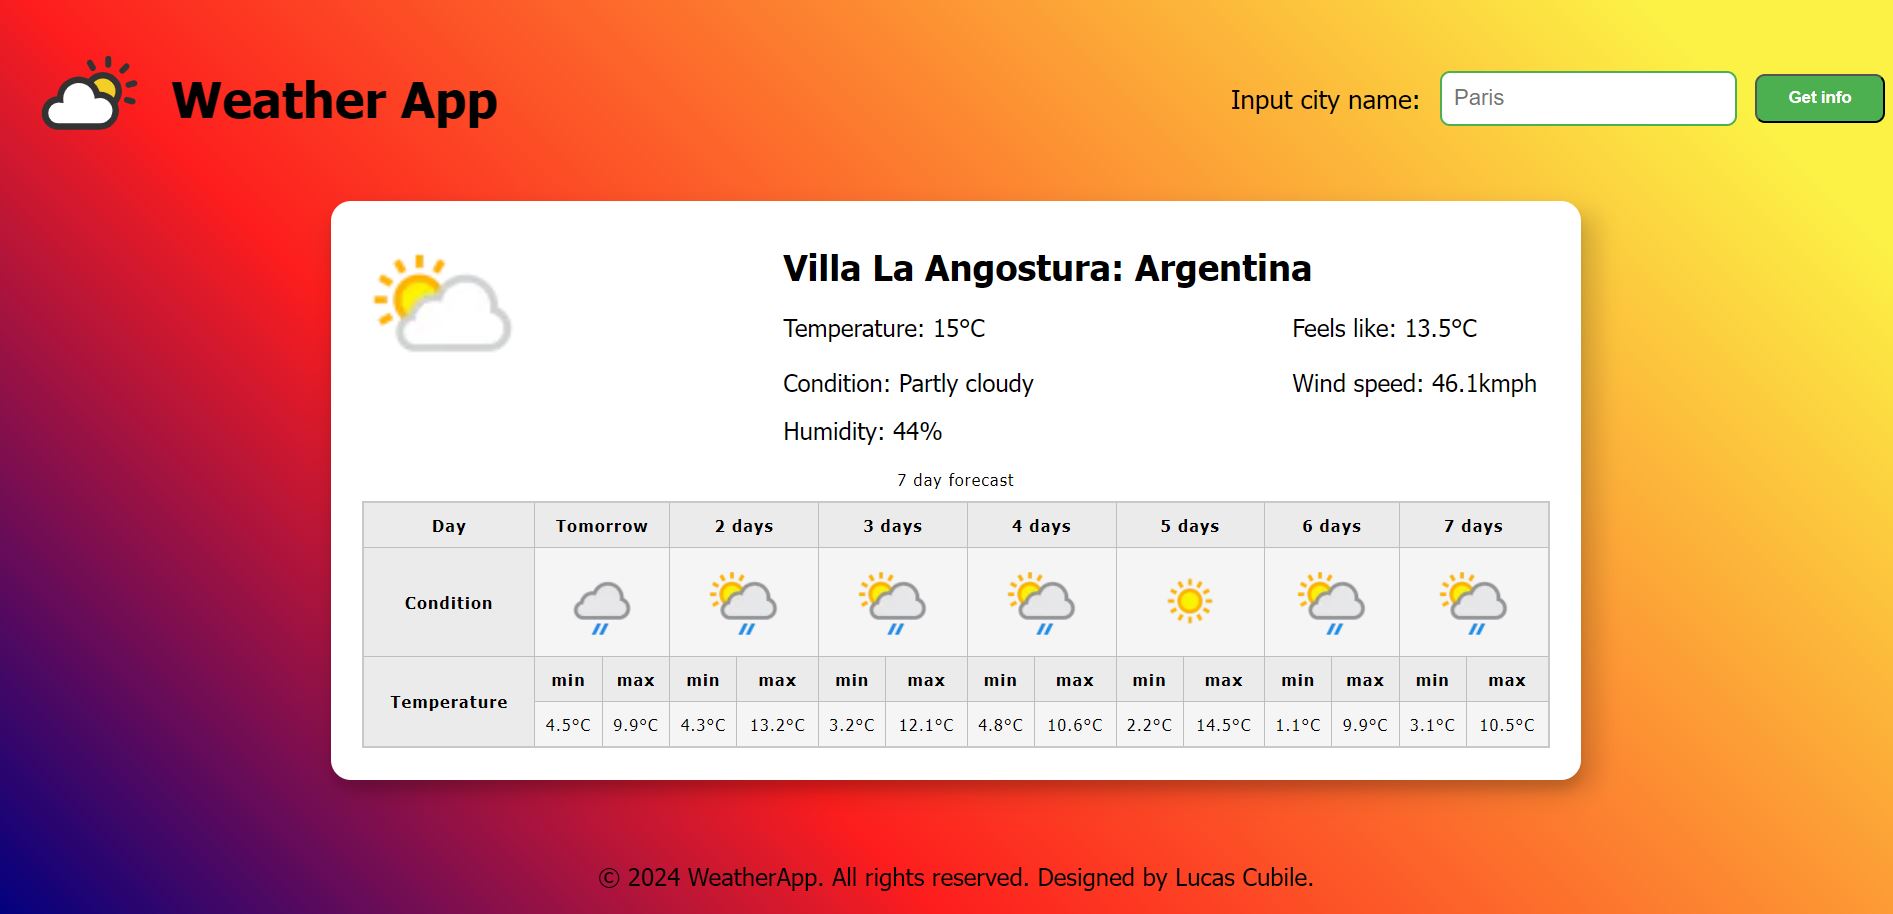 Weather App
Input city name: Paris Get info
Villa La Angostura: Argentina
Temperature: 15°C Feels like: 13.5°C
Condition: Partly cloudy Wind speed: 46.1kmph
Humidity: 44%
7 day forecast
Day Tomorrow 2 days 3 days 4 days 5 days 6 days 7 days
Condition
Temperature
min max min max min max min max min max min max min max
4.5°C 9.9°C 4.3°C 13.2°C 3.2°C 12.1°C 4.8°C 10.6°C 2.2°C 14.5°C 1.1°C 9.9°C 3.1°C 10.5°C
© 2024 WeatherApp. All rights reserved. Designed by Lucas Cubile.